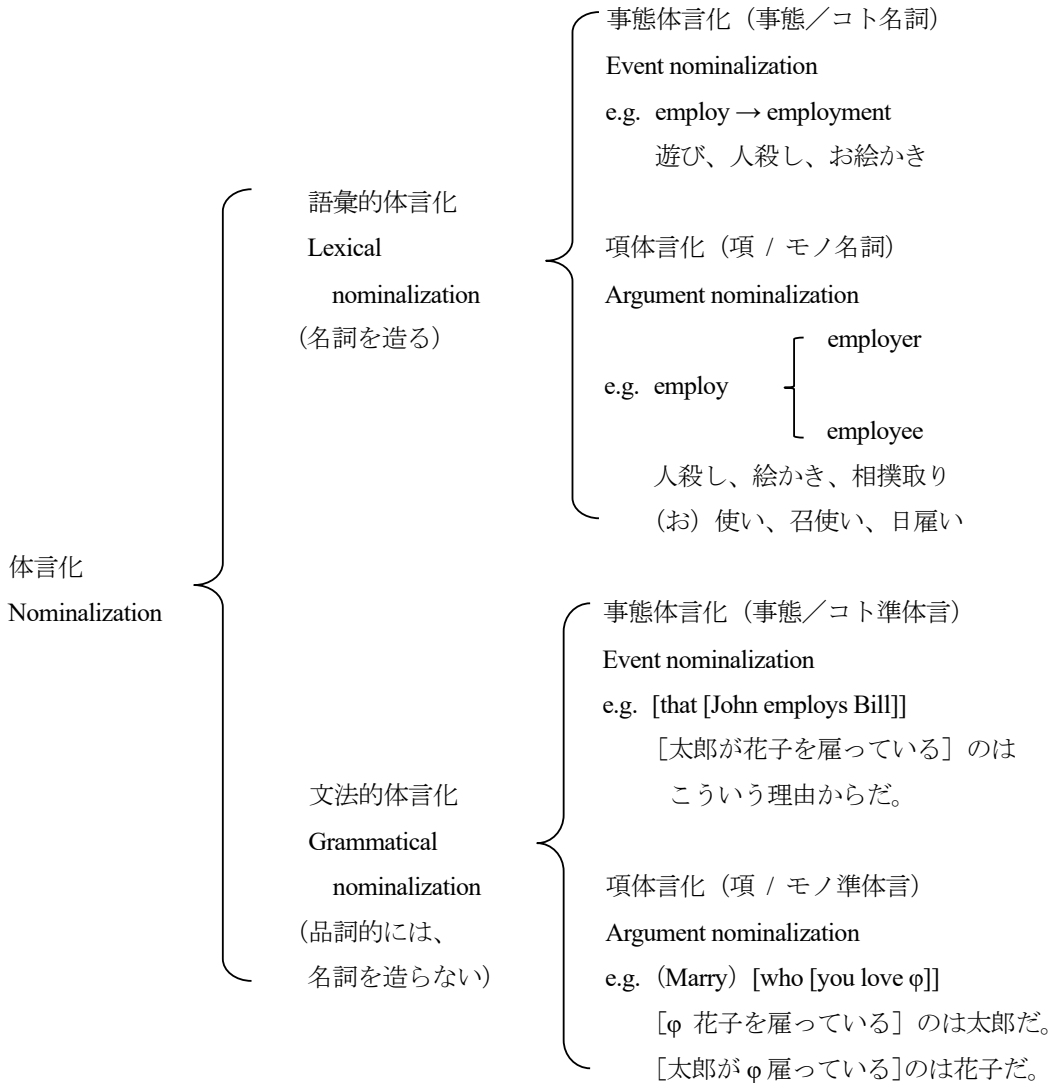 事態体言化（事態／コト名詞）
Event nominalization
e.g. employ → employment
遊び、人殺し、お絵かき
語彙的体言化
Lexical
nominalization
（名詞を造る）
項体言化（項 / モノ名詞）
Argument nominalization
employer
e.g. employ
employee
人殺し、絵かき、相撲取り
（お）使い、召使い、日雇い
体言化
Nominalization
事態体言化（事態／コト準体言）
Event nominalization
e.g. [that [John employs Bill]]
［太郎が花子を雇っている］のは
こういう理由からだ。
文法的体言化
Grammatical
nominalization
（品詞的には、
名詞を造らない）
項体言化（項 / モノ準体言）
Argument nominalization
e.g.（Marry）[who [you love φ]]
［φ 花子を雇っている］のは太郎だ。
［太郎が φ 雇っている]のは花子だ。